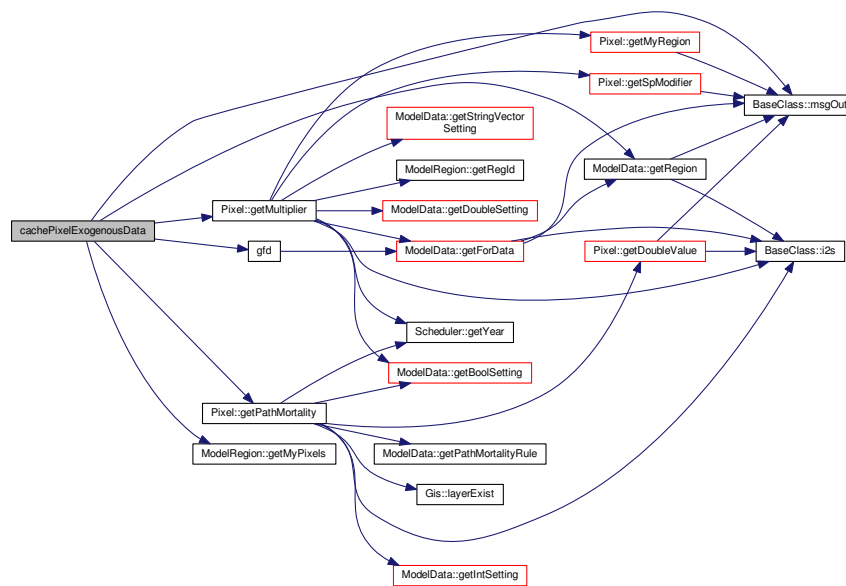 Pixel::getMyRegion
Pixel::getSpModifier
BaseClass::msgOut
ModelData::getStringVector
Setting
ModelRegion::getRegId
ModelData::getRegion
Pixel::getMultiplier
ModelData::getDoubleSetting
cachePixelExogenousData
gfd
ModelData::getForData
Pixel::getDoubleValue
BaseClass::i2s
Scheduler::getYear
ModelData::getBoolSetting
Pixel::getPathMortality
ModelRegion::getMyPixels
ModelData::getPathMortalityRule
Gis::layerExist
ModelData::getIntSetting